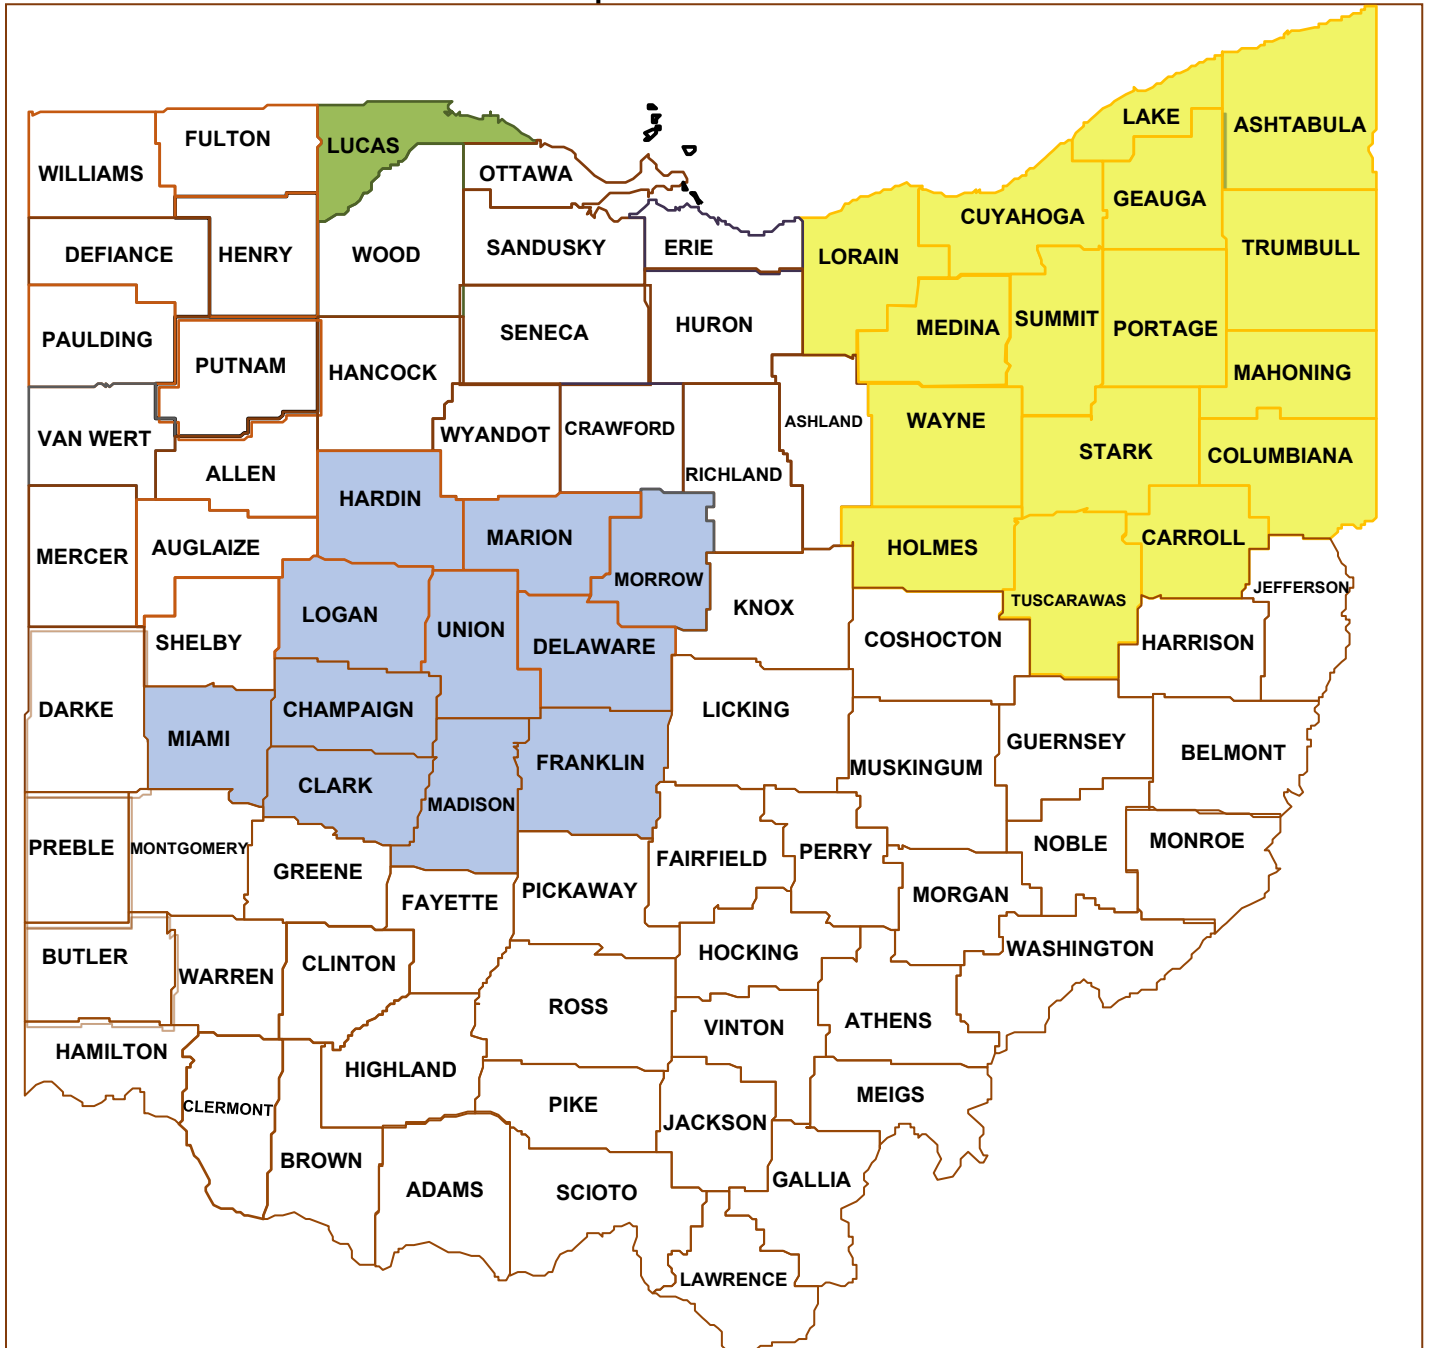 LAKE
ASHTABULA
FULTON
LUCAS
WILLIAMS
OTTAWA
GEAUGA
CUYAHOGA
DEFIANCE
HENRY
WOOD
SANDUSKY
ERIE
LORAIN
TRUMBULL
PAULDING
SENECA
HURON
MEDINA
SUMMIT
PORTAGE
PUTNAM
HANCOCK
MAHONING
VAN WERT
WYANDOT
CRAWFORD
ASHLAND
WAYNE
STARK
COLUMBIANA
ALLEN
RICHLAND
HARDIN
MERCER
AUGLAIZE
MARION
HOLMES
CARROLL
MORROW
JEFFERSON
LOGAN
UNION
KNOX
TUSCARAWAS
SHELBY
DELAWARE
COSHOCTON
HARRISON
DARKE
CHAMPAIGN
LICKING
MIAMI
GUERNSEY
BELMONT
CLARK
FRANKLIN
MUSKINGUM
MADISON
PREBLE
MONTGOMERY
GREENE
FAIRFIELD
PERRY
NOBLE
MONROE
FAYETTE
PICKAWAY
MORGAN
BUTLER
WARREN
CLINTON
HOCKING
WASHINGTON
ROSS
VINTON
ATHENS
HAMILTON
HIGHLAND
CLERMONT
PIKE
JACKSON
MEIGS
BROWN
ADAMS
SCIOTO
GALLIA
LAWRENCE